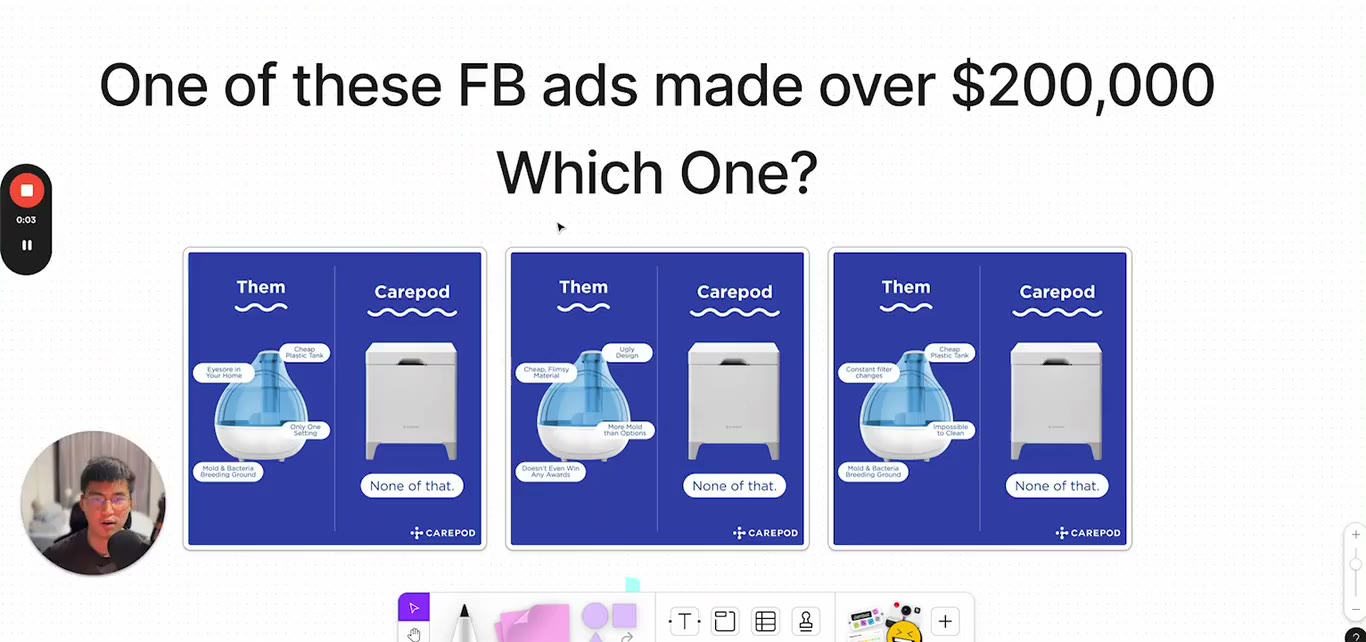 One of these FB ads made over $200,000
Which One?
0:03
Them
Carepod
Cheap
Plastic Tank
Eyesore in
Your Home
Only One
Setting
Mold & Bacteria
Breeding Ground
None of that.
CAREPOD
Them
Carepod
Ugly
Design
Cheap, Flimsy
Material
More Mold
than Options
Doesn't Even Win
Any Awards
None of that.
CAREPOD
Them
Carepod
Cheap
Plastic Tank
Constant filter
changes
Impossible
to Clean
Mold & Bacteria
Breeding Ground
None of that.
CAREPOD
T